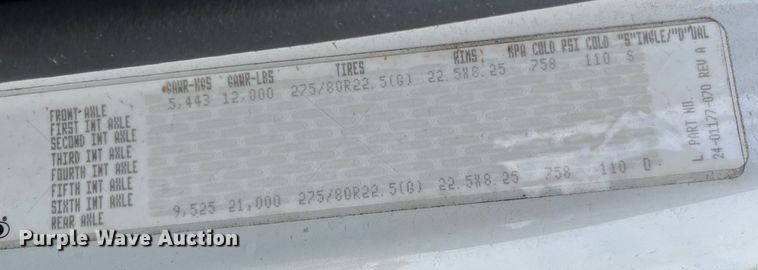 GAWR-KGS GAWR-LBS TIRES RIMS: KPA COLD PSI COLD "S"INGLE/"D"UAL
FRONT-AXLE 5,443 12,000 275/80R22.5(G) 22.5X8.25 758 110 S
FIRST INT AXLE
SECOND INT AXLE
THIRD INT AXLE
FOURTH INT AXLE
FIFTH INT AXLE
SIXTH INT AXLE
REAR AXLE 9,525 21,000 275/80R22.5(G) 22.5X8.25 758 110 D
L PART NO.
24-01177-070 REV A
Purple Wave Auction